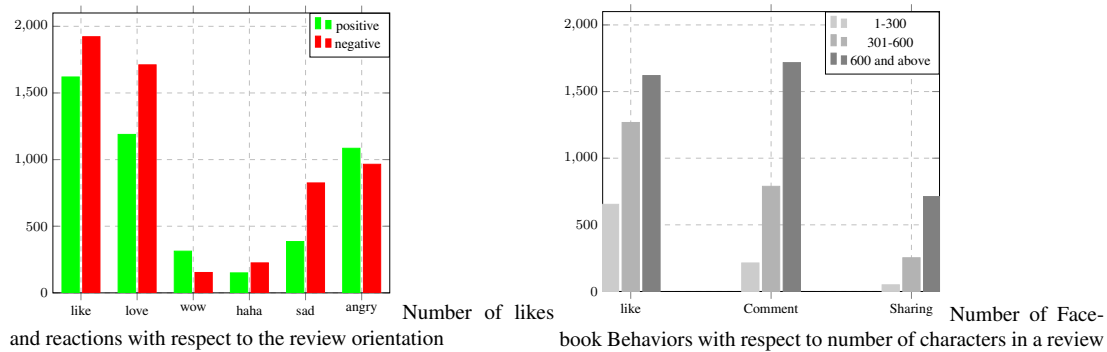 2,000
1,500
1,000
500
0
like
love
wow
haha
sad
angry
positive
negative
Number of likes
and reactions with respect to the review orientation
2,000
1,500
1,000
500
0
like
Comment
Sharing
1-300
301-600
600 and above
Number of Face-
book Behaviors with respect to number of characters in a review